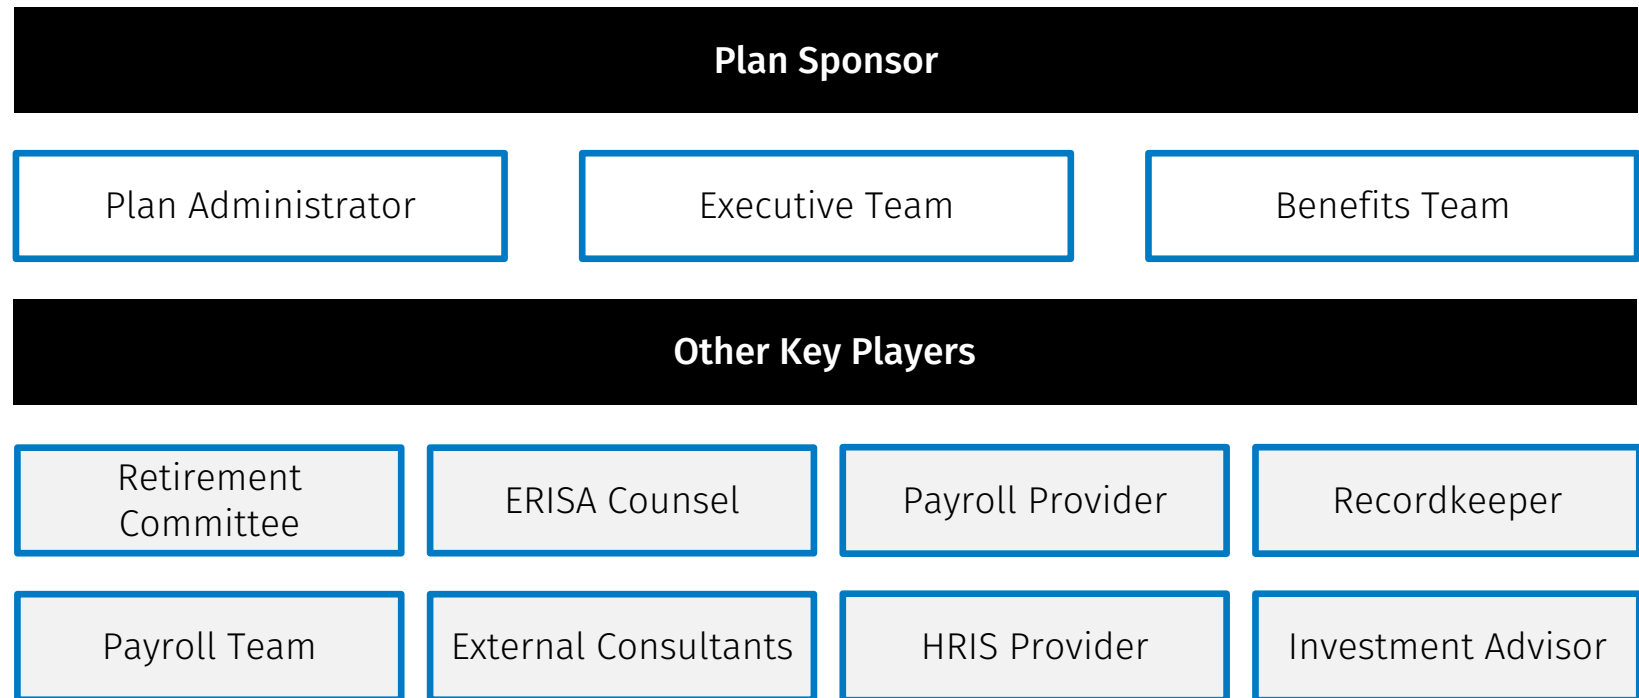 Plan Sponsor
Plan Administrator
Executive Team
Benefits Team
Other Key Players
Retirement
Committee
ERISA Counsel
Payroll Provider
Recordkeeper
Payroll Team
External Consultants
HRIS Provider
Investment Advisor